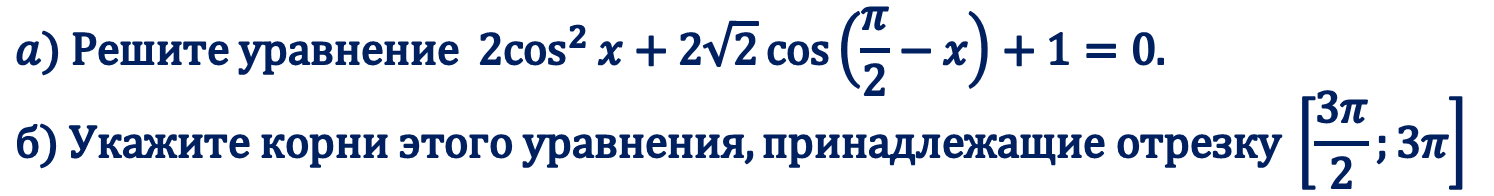 а) Решите уравнение 2cos² x + 2√2 cos (π/2 − x) + 1 = 0.
б) Укажите корни этого уравнения, принадлежащие отрезку [3π/2 ; 3π]